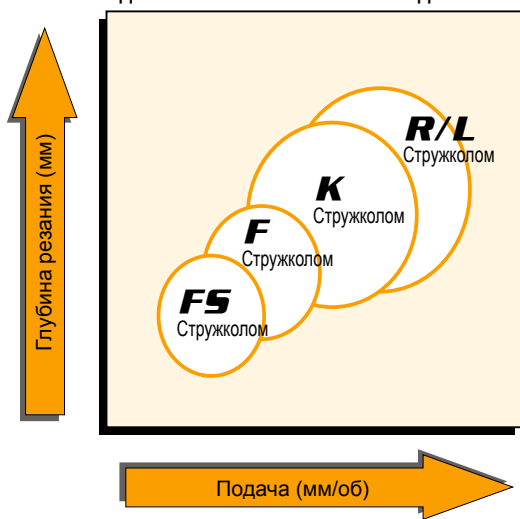 R/L
Стружколом
K
Стружколом
F
Стружколом
FS
Стружколом
Глубина резания (мм)
Подача (мм/об)